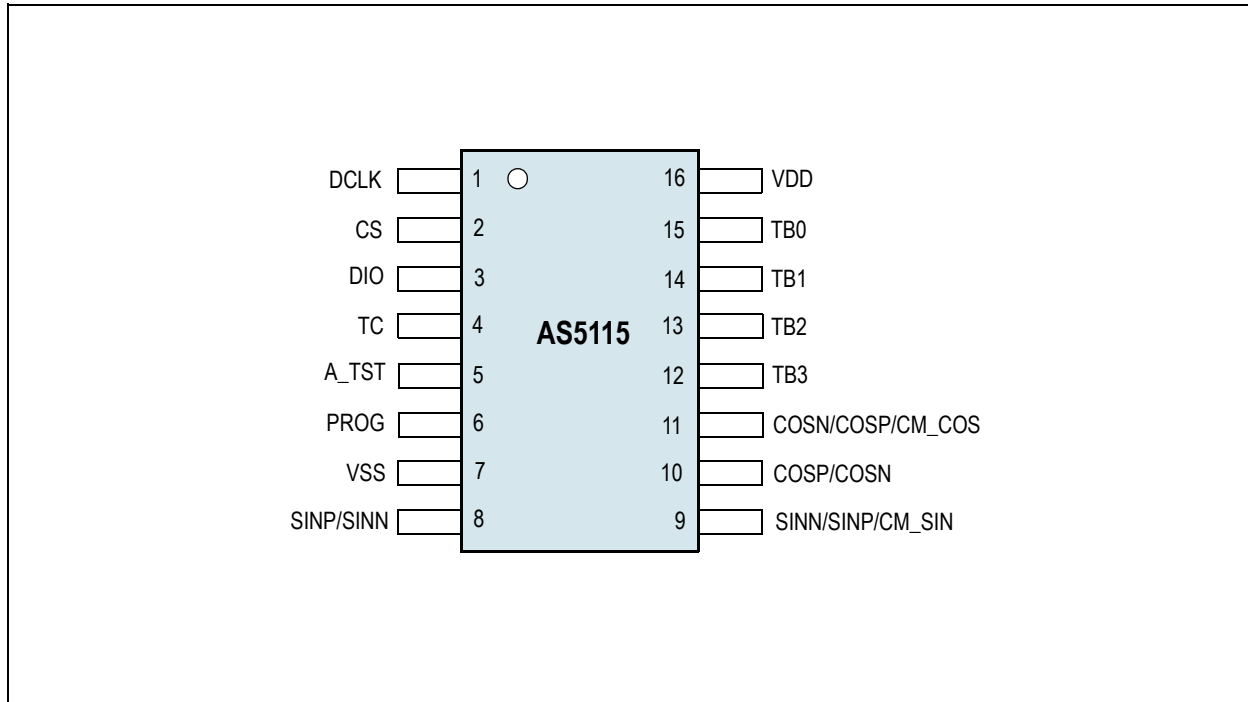 DCLK 1 16 VDD
CS 2 15 TB0
DIO 3 14 TB1
TC 4 AS5115 13 TB2
A_TST 5 12 TB3
PROG 6 11 COSN/COSP/CM_COS
VSS 7 10 COSP/COSN
SINP/SINN 8 9 SINN/SINP/CM_SIN